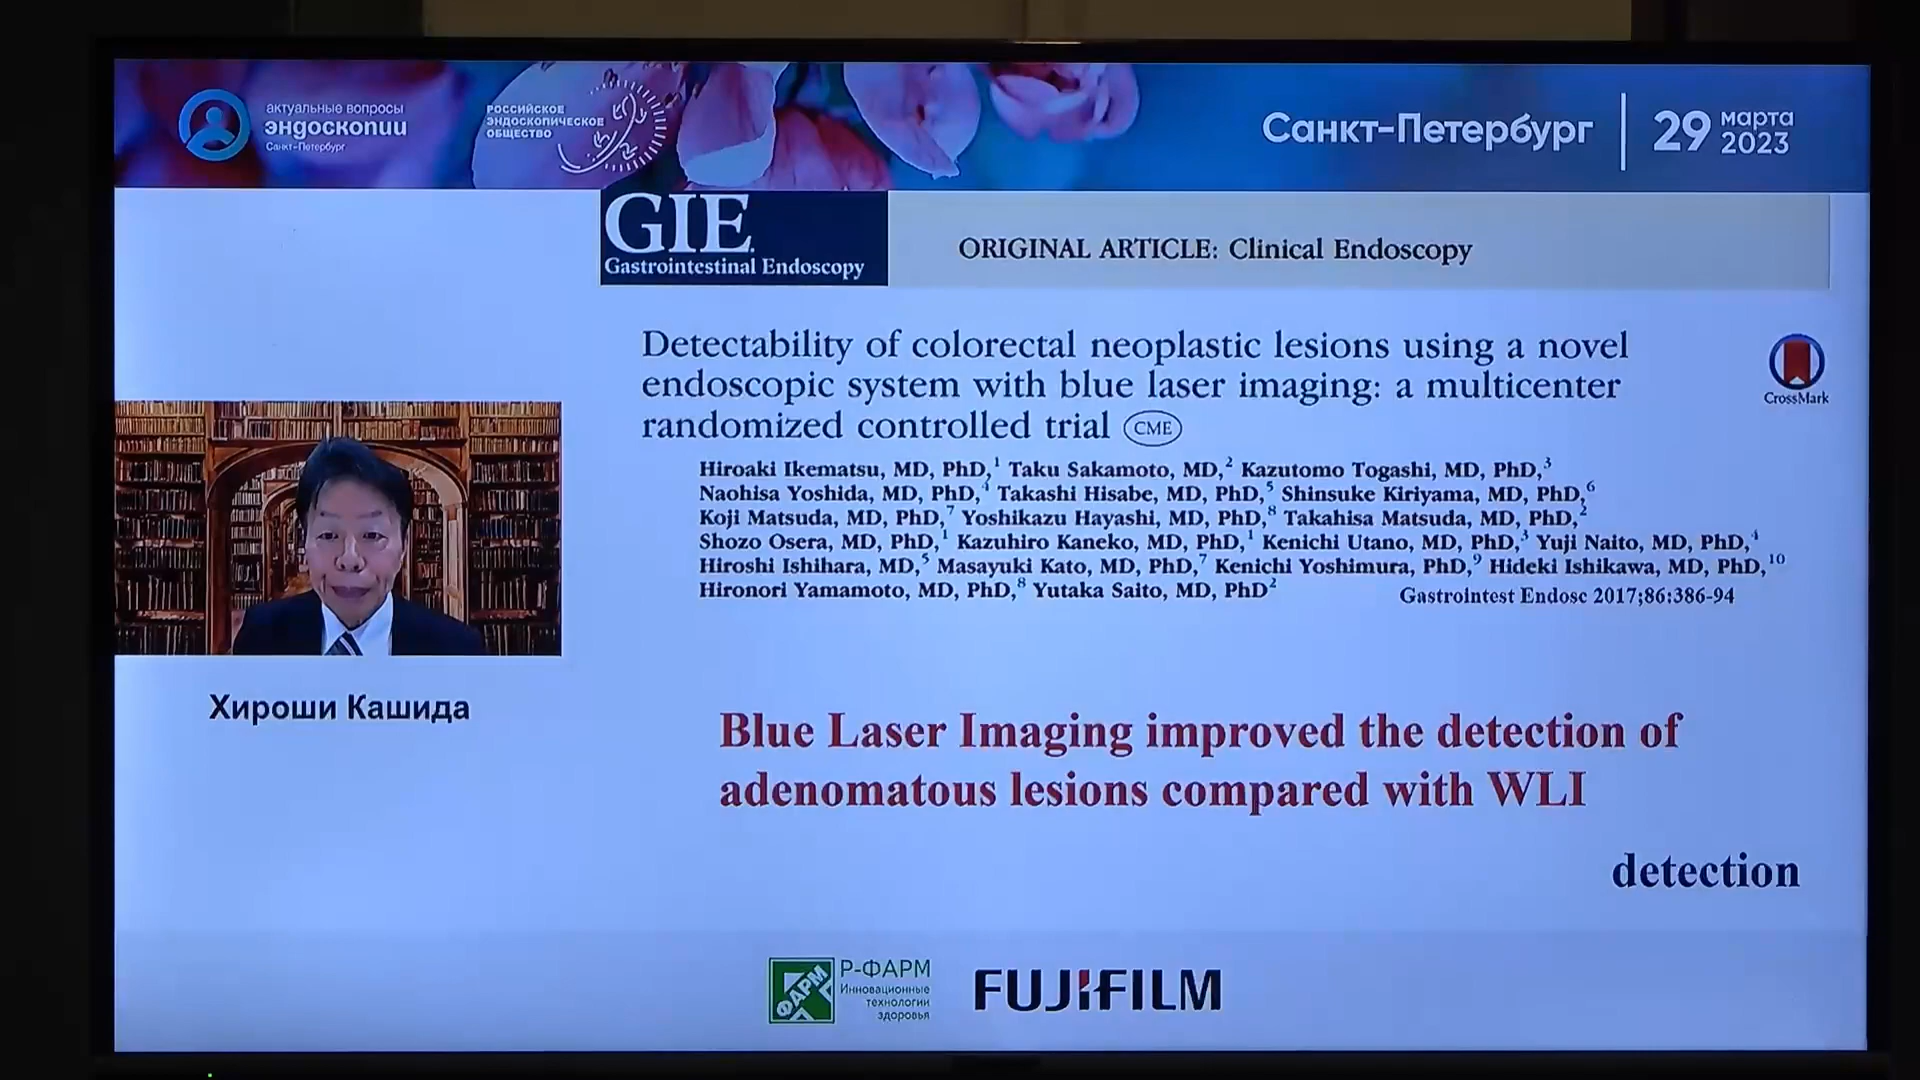 актуальные вопросы
эндоскопии
Санкт-Петербург
РОССИЙСКОЕ
ЭНДОСКОПИЧЕСКОЕ
ОБЩЕСТВО
Санкт-Петербург
29 марта
2023
GIE
Gastrointestinal Endoscopy
ORIGINAL ARTICLE: Clinical Endoscopy
Detectability of colorectal neoplastic lesions using a novel
endoscopic system with blue laser imaging: a multicenter
randomized controlled trial CME
CrossMark
Hiroaki Ikematsu, MD, PhD,1 Taku Sakamoto, MD,2 Kazutomo Togashi, MD, PhD,3
Naohisa Yoshida, MD, PhD,4 Takashi Hisabe, MD, PhD,5 Shinsuke Kiriyama, MD, PhD,6
Koji Matsuda, MD, PhD,7 Yoshikazu Hayashi, MD, PhD,8 Takahisa Matsuda, MD, PhD,2
Shozo Osera, MD, PhD,1 Kazuhiro Kaneko, MD, PhD,1 Kenichi Utano, MD, PhD,3 Yuji Naito, MD, PhD,4
Hiroshi Ishihara, MD,5 Masayuki Kato, MD, PhD,7 Kenichi Yoshimura, PhD,9 Hideki Ishikawa, MD, PhD,10
Hironori Yamamoto, MD, PhD,8 Yutaka Saito, MD, PhD2
Gastrointest Endosc 2017;86:386-94
Хироши Кашида
Blue Laser Imaging improved the detection of
adenomatous lesions compared with WLI
detection
ФАРМ
Р-ФАРМ
Инновационные
технологии
здоровья
FUJIFILM